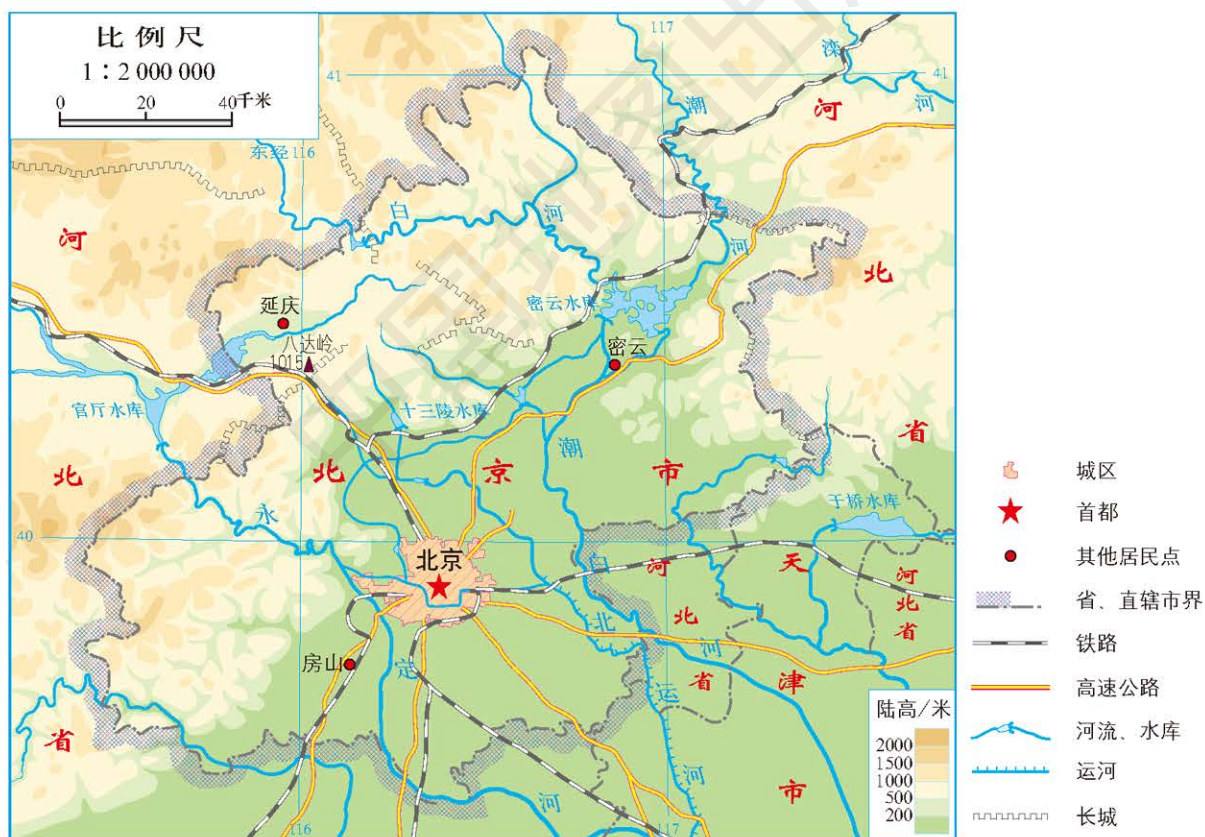 比例尺
1：2 000 000
0 20 40千米
117
滦
41
41
潮
河
河
东经116
白
河
河
河
北
延庆
密云水库
八达岭
1015
密云
官厅水库
十三陵水库
潮
省
北
北
京
市
于桥水库
永
40
40
北京
白
河
天
河
北
省
北
北
河
房山
定
运
省
津
省
陆高/米
2000
1500
1000
500
200
河
市
116
河
117
城区
首都
其他居民点
省、直辖市界
铁路
高速公路
河流、水库
运河
长城